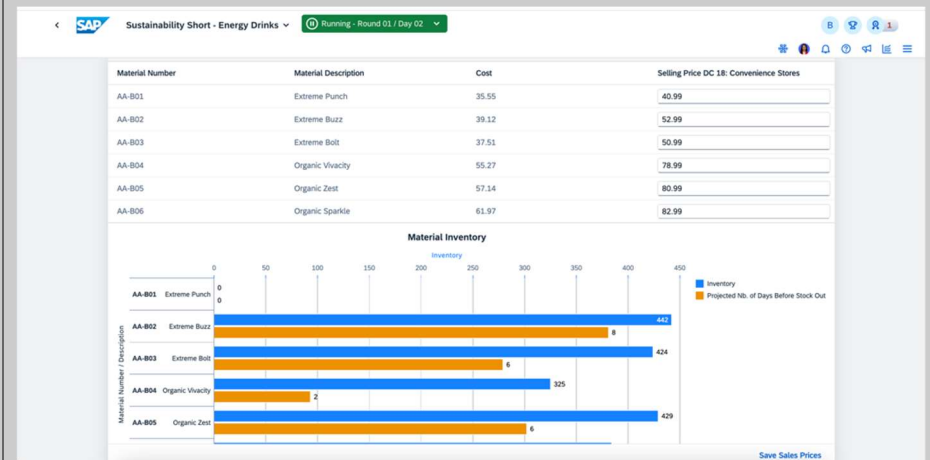 SAP Sustainability Short - Energy Drinks Running - Round 01 / Day 02 B 1
Material Number Material Description Cost Selling Price DC 18: Convenience Stores
AA-B01 Extreme Punch 35.55 40.99
AA-B02 Extreme Buzz 39.12 52.99
AA-B03 Extreme Bolt 37.51 50.99
AA-B04 Organic Vivacity 55.27 78.99
AA-B05 Organic Zest 57.14 80.99
AA-B06 Organic Sparkle 61.97 82.99
Material Inventory
Inventory
0 50 100 150 200 250 300 350 400 450
Inventory
Projected Nb. of Days Before Stock Out
Material Number / Description
AA-B01 Extreme Punch 0
0
AA-B02 Extreme Buzz 442
8
AA-B03 Extreme Bolt 424
6
AA-B04 Organic Vivacity 325
2
AA-B05 Organic Zest 429
6
Save Sales Prices